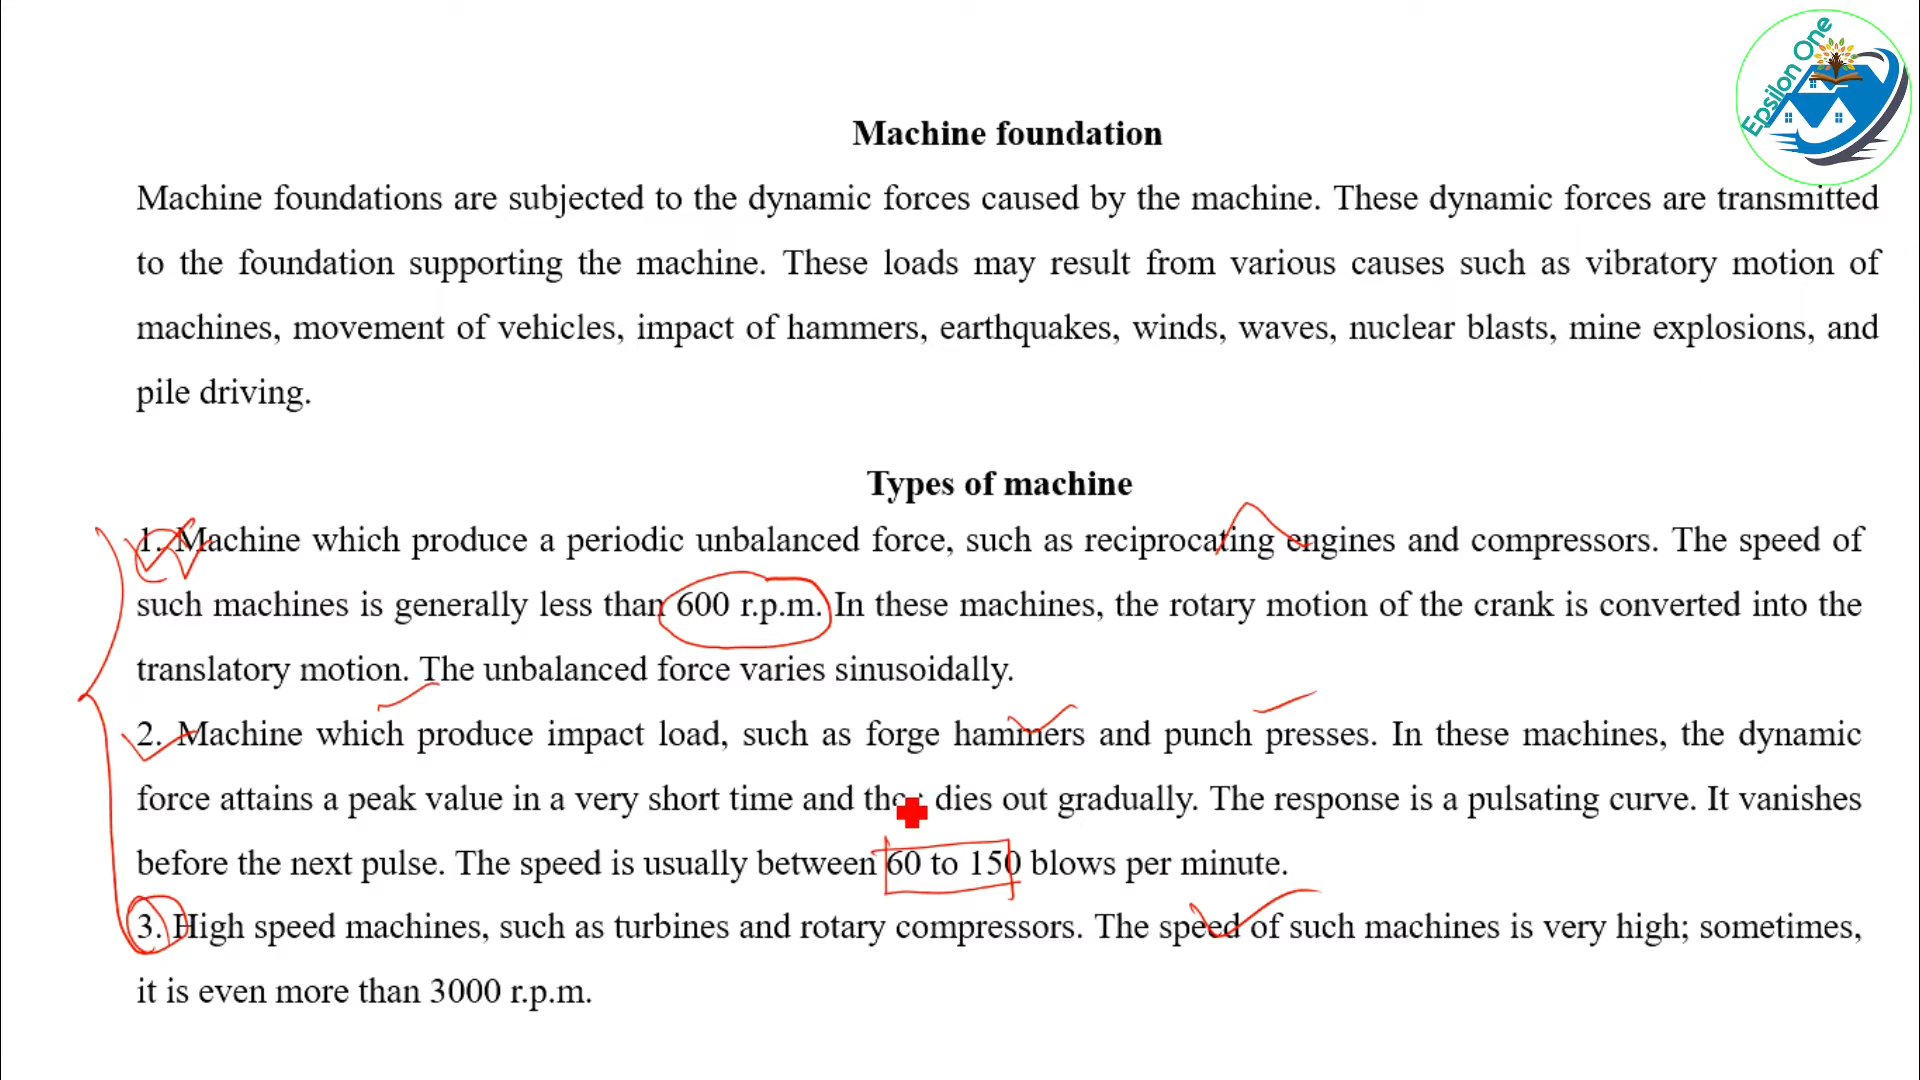 Epsilon One
Machine foundation
Machine foundations are subjected to the dynamic forces caused by the machine. These dynamic forces are transmitted
to the foundation supporting the machine. These loads may result from various causes such as vibratory motion of
machines, movement of vehicles, impact of hammers, earthquakes, winds, waves, nuclear blasts, mine explosions, and
pile driving.
Types of machine
1. Machine which produce a periodic unbalanced force, such as reciprocating engines and compressors. The speed of
such machines is generally less than 600 r.p.m. In these machines, the rotary motion of the crank is converted into the
translatory motion. The unbalanced force varies sinusoidally.
2. Machine which produce impact load, such as forge hammers and punch presses. In these machines, the dynamic
force attains a peak value in a very short time and then dies out gradually. The response is a pulsating curve. It vanishes
before the next pulse. The speed is usually between 60 to 150 blows per minute.
3. High speed machines, such as turbines and rotary compressors. The speed of such machines is very high; sometimes,
it is even more than 3000 r.p.m.